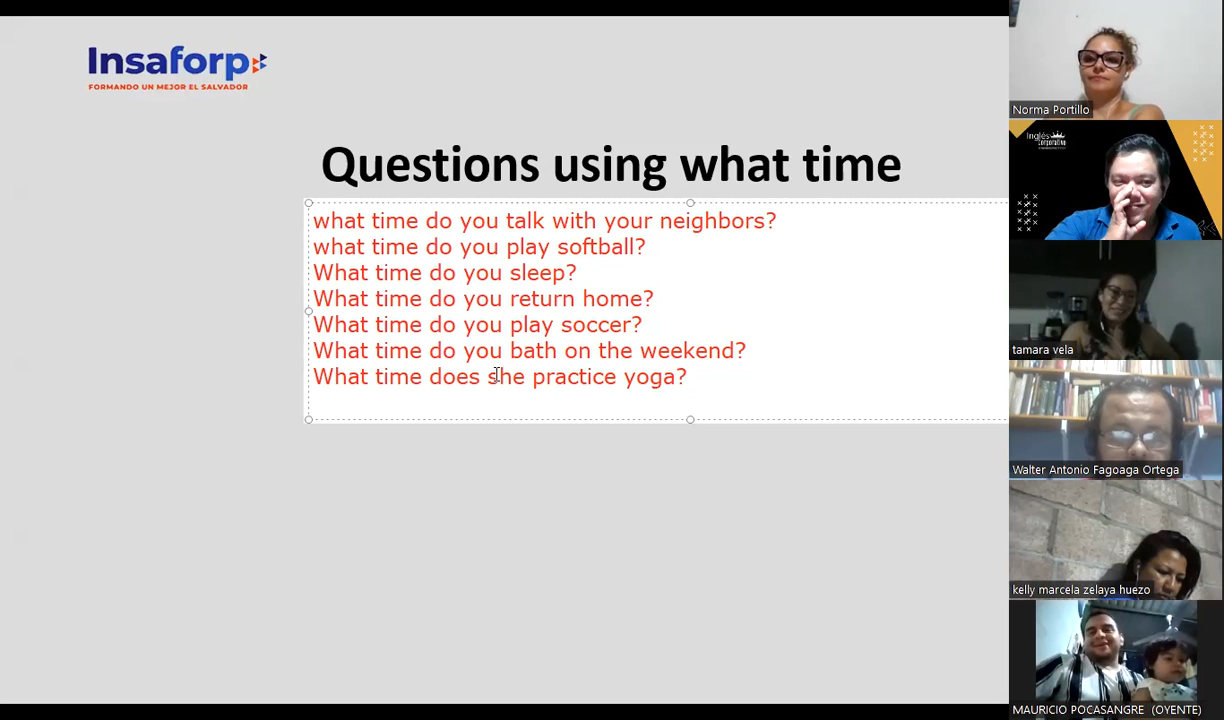 Insaforp
FORMANDO UN MEJOR EL SALVADOR
Questions using what time
what time do you talk with your neighbors?
what time do you play softball?
What time do you sleep?
What time do you return home?
What time do you play soccer?
What time do you bath on the weekend?
What time does she practice yoga?
Norma Portillo
Inglés
Corporativo
tamara vela
Walter Antonio Fagoaga Ortega
kelly marcela zelaya huezo
MAURICIO POCASANGRE (OYENTE)